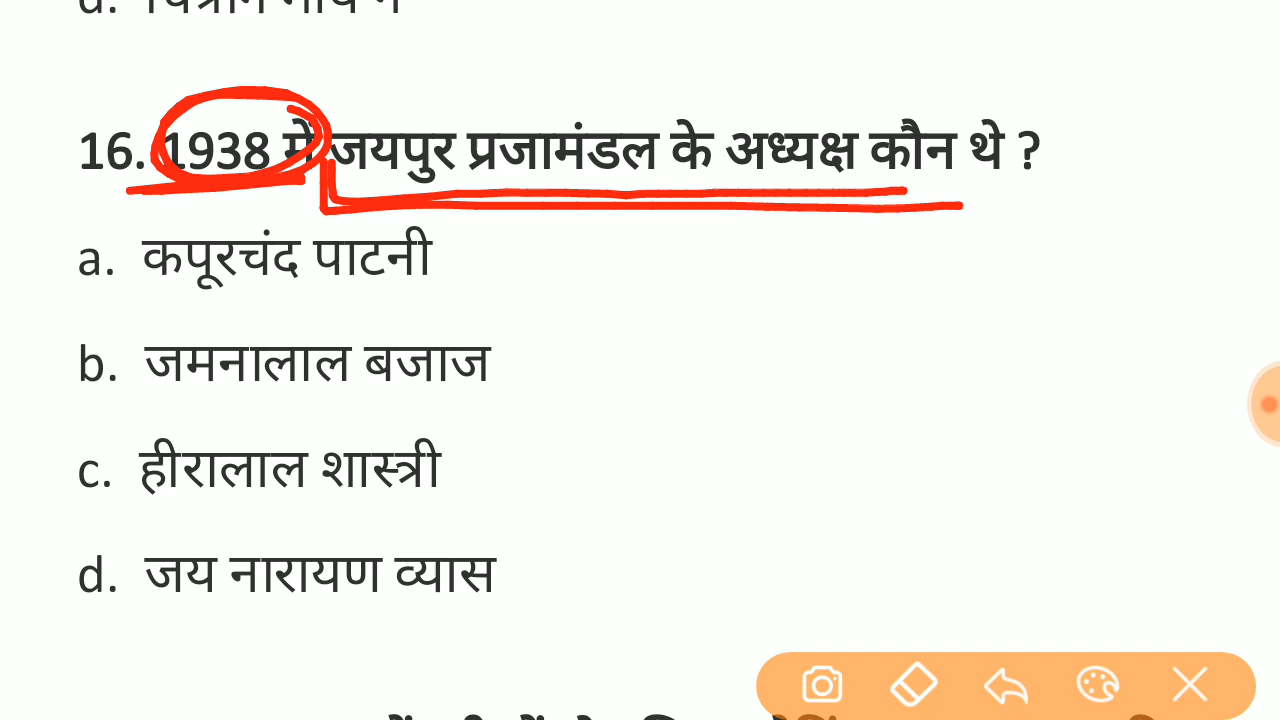 16. 1938 में जयपुर प्रजामंडल के अध्यक्ष कौन थे ?
a. कपूरचंद पाटनी
b. जमनालाल बजाज
c. हीरालाल शास्त्री
d. जय नारायण व्यास